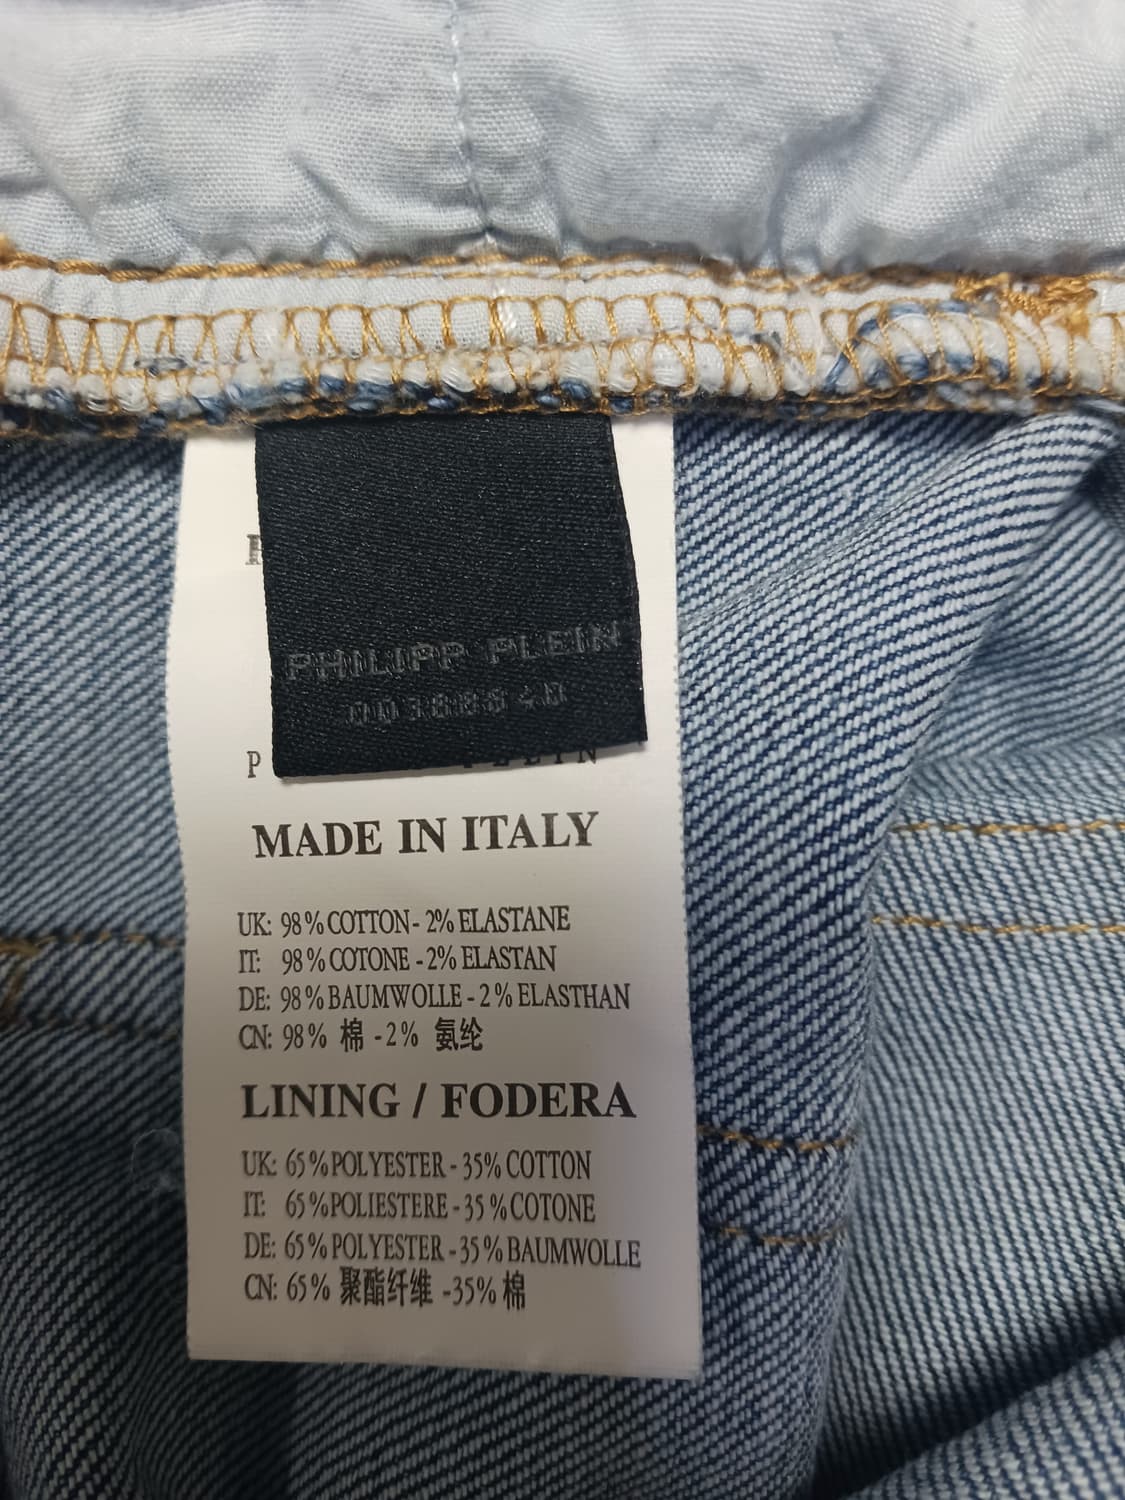 PHILIPP PLEIN
P PLEIN
MADE IN ITALY
UK: 98% COTTON - 2% ELASTANE
IT: 98% COTONE - 2% ELASTAN
DE: 98% BAUMWOLLE - 2% ELASTHAN
CN: 98% 棉 - 2% 氨纶
LINING / FODERA
UK: 65% POLYESTER - 35% COTTON
IT: 65% POLIESTERE - 35% COTONE
DE: 65% POLYESTER - 35% BAUMWOLLE
CN: 65% 聚酯纤维 - 35% 棉